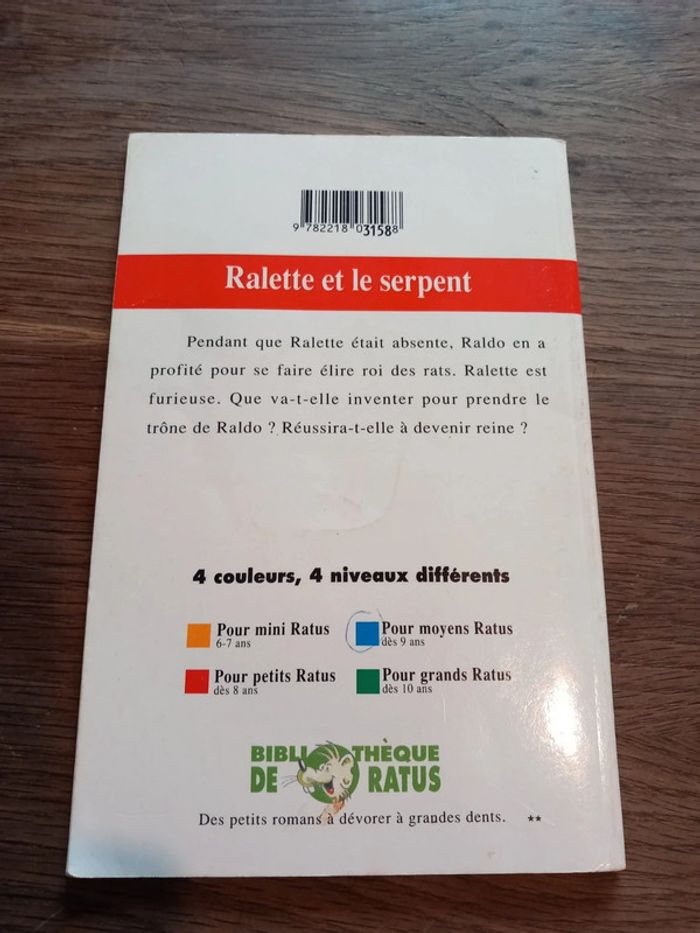 9 782218 031588
Ralette et le serpent
Pendant que Ralette était absente, Raldo en a
profité pour se faire élire roi des rats. Ralette est
furieuse. Que va-t-elle inventer pour prendre le
trône de Raldo ? Réussira-t-elle à devenir reine ?
4 couleurs, 4 niveaux différents
Pour mini Ratus
6-7 ans
Pour moyens Ratus
dès 9 ans
Pour petits Ratus
dès 8 ans
Pour grands Ratus
dès 10 ans
BIBLIOTHÈQUE
DE RATUS
Des petits romans à dévorer à grandes dents. **